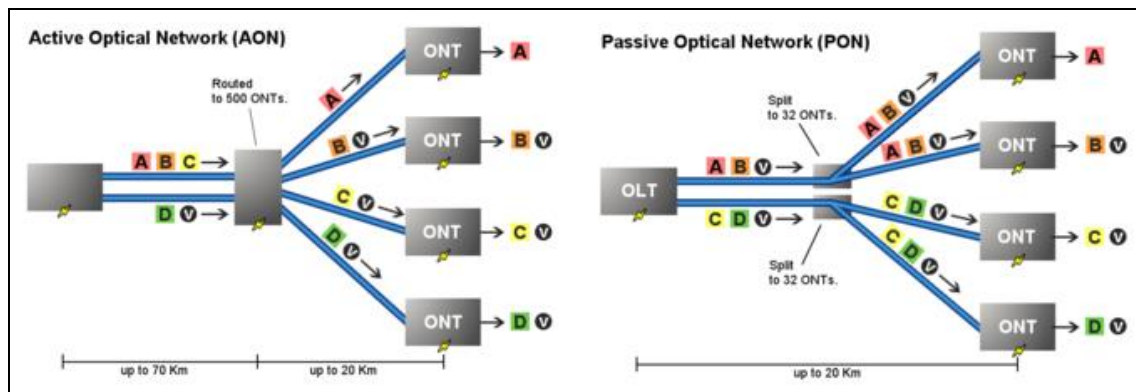 Active Optical Network (AON)
Routed
to 500 ONTs.
A B C
D V
A
B V
C V
D V
ONT
A
ONT
B V
ONT
C V
ONT
D V
up to 70 Km
up to 20 Km
Passive Optical Network (PON)
Split
to 32 ONTs.
OLT
A B V
C D V
Split
to 32 ONTs.
A B V
A B V
C D V
C D V
ONT
A
ONT
B V
ONT
C V
ONT
D V
up to 20 Km